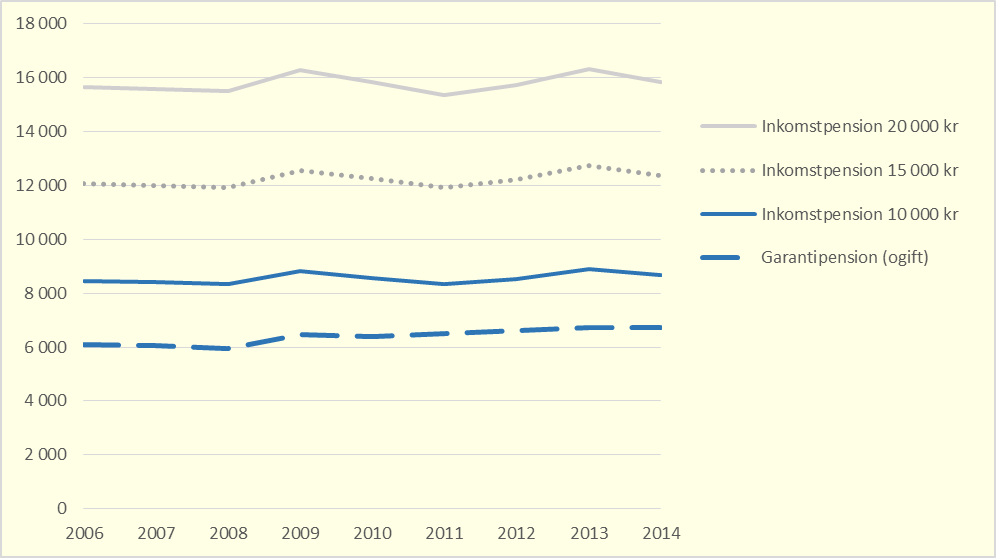 18 000
16 000
14 000
12 000
10 000
8 000
6 000
4 000
2 000
0
2006 2007 2008 2009 2010 2011 2012 2013 2014
Inkomstpension 20 000 kr
Inkomstpension 15 000 kr
Inkomstpension 10 000 kr
Garantipension (ogift)